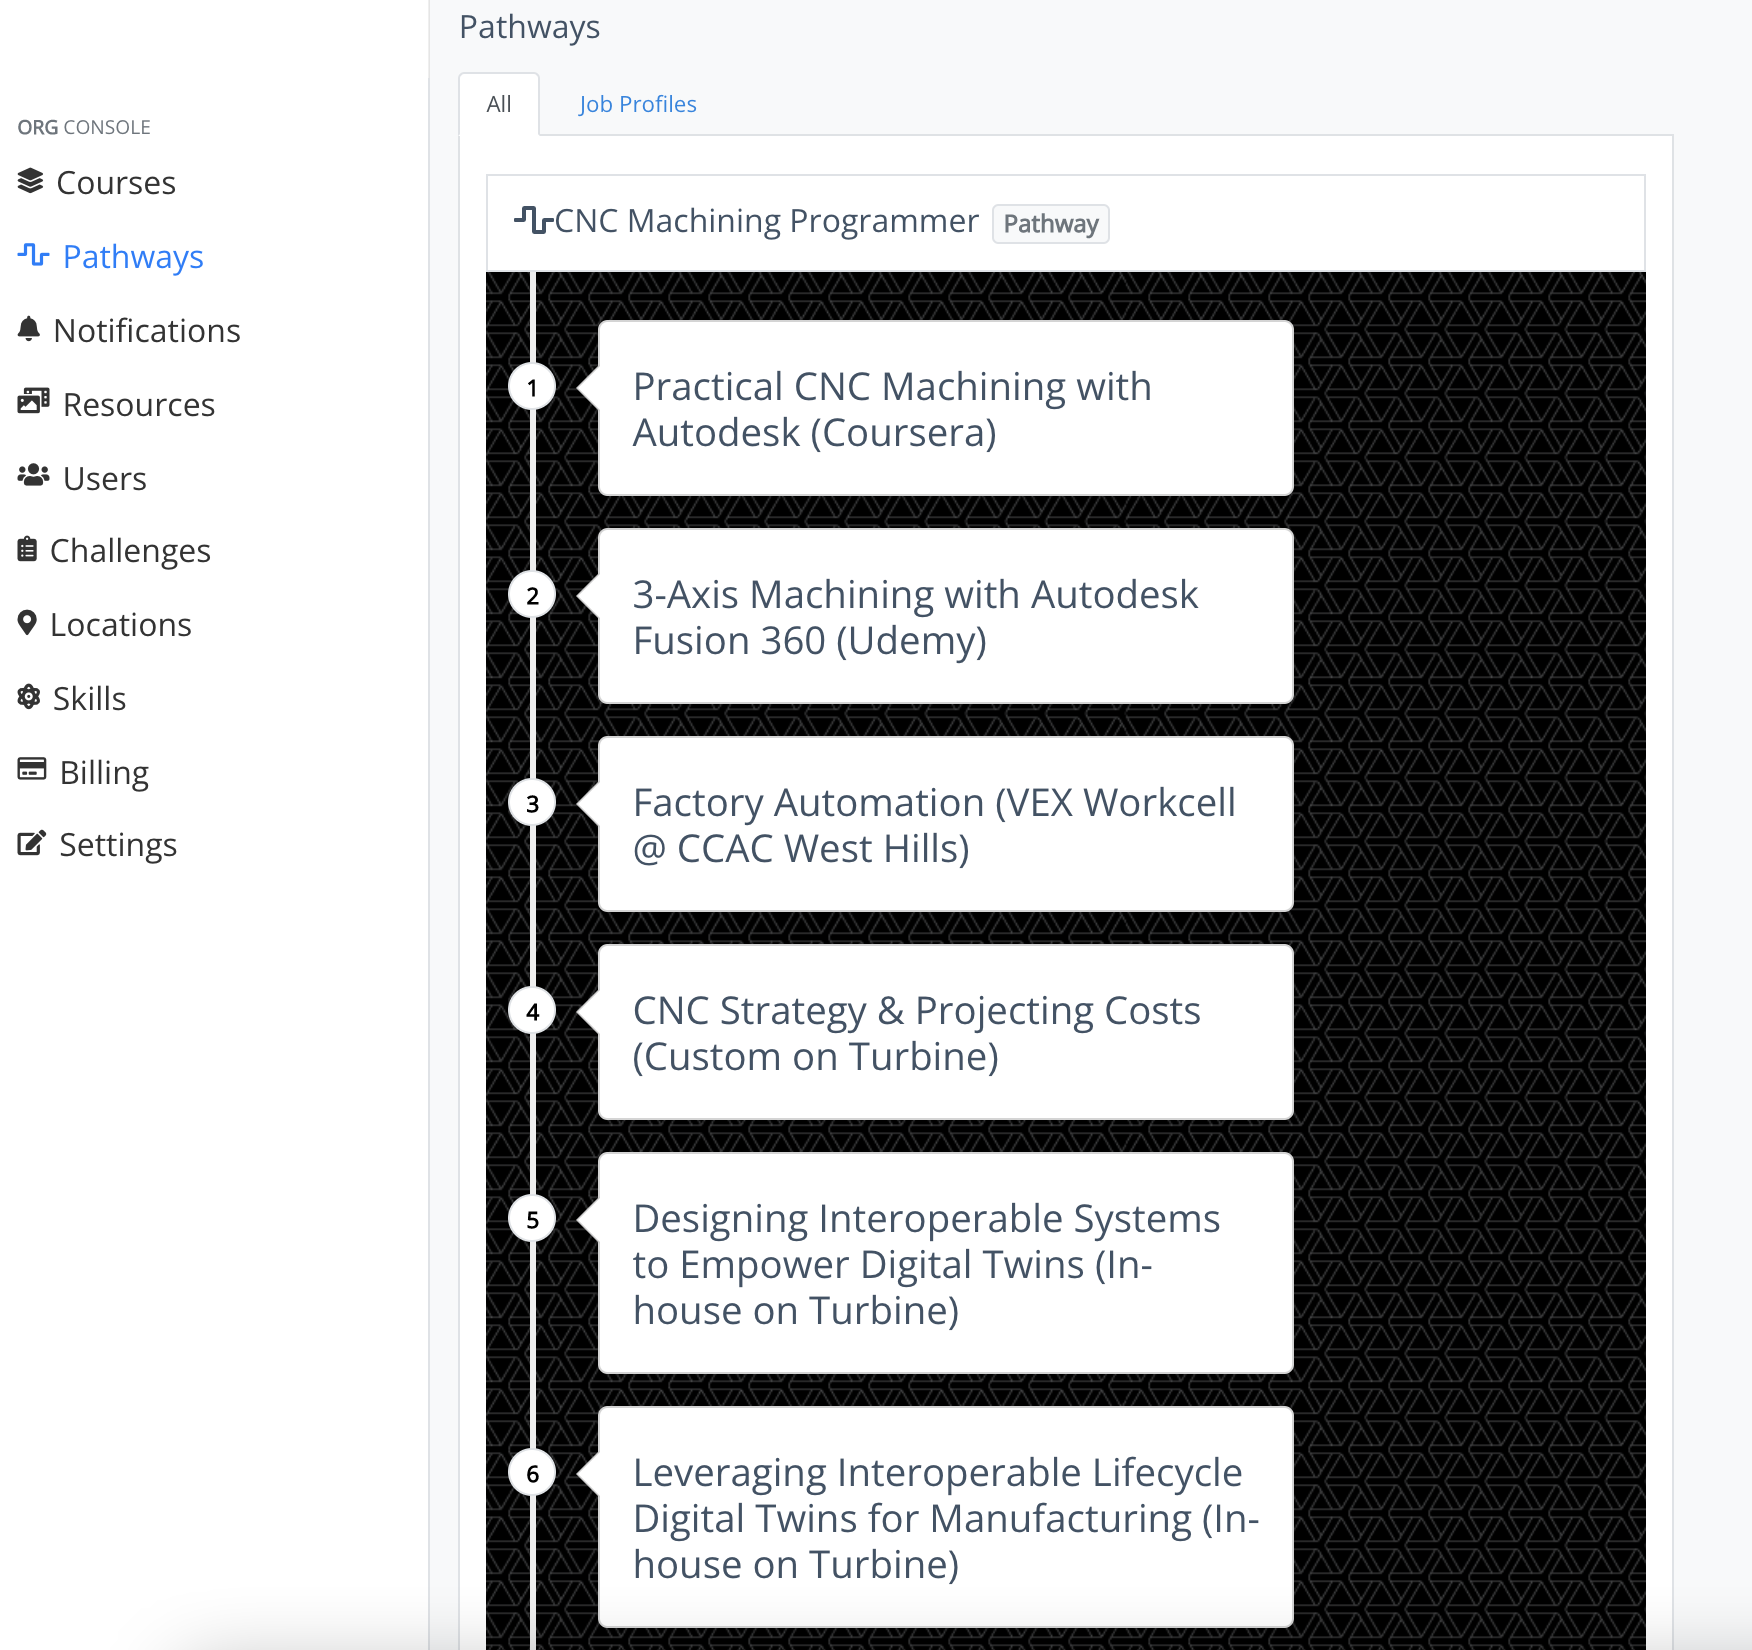 Pathways
All
Job Profiles
ORG CONSOLE
Courses
Pathways
Notifications
Resources
Users
Challenges
Locations
Skills
Billing
Settings
CNC Machining Programmer Pathway
1
Practical CNC Machining with
Autodesk (Coursera)
2
3-Axis Machining with Autodesk
Fusion 360 (Udemy)
3
Factory Automation (VEX Workcell
@ CCAC West Hills)
4
CNC Strategy & Projecting Costs
(Custom on Turbine)
5
Designing Interoperable Systems
to Empower Digital Twins (In-
house on Turbine)
6
Leveraging Interoperable Lifecycle
Digital Twins for Manufacturing (In-
house on Turbine)